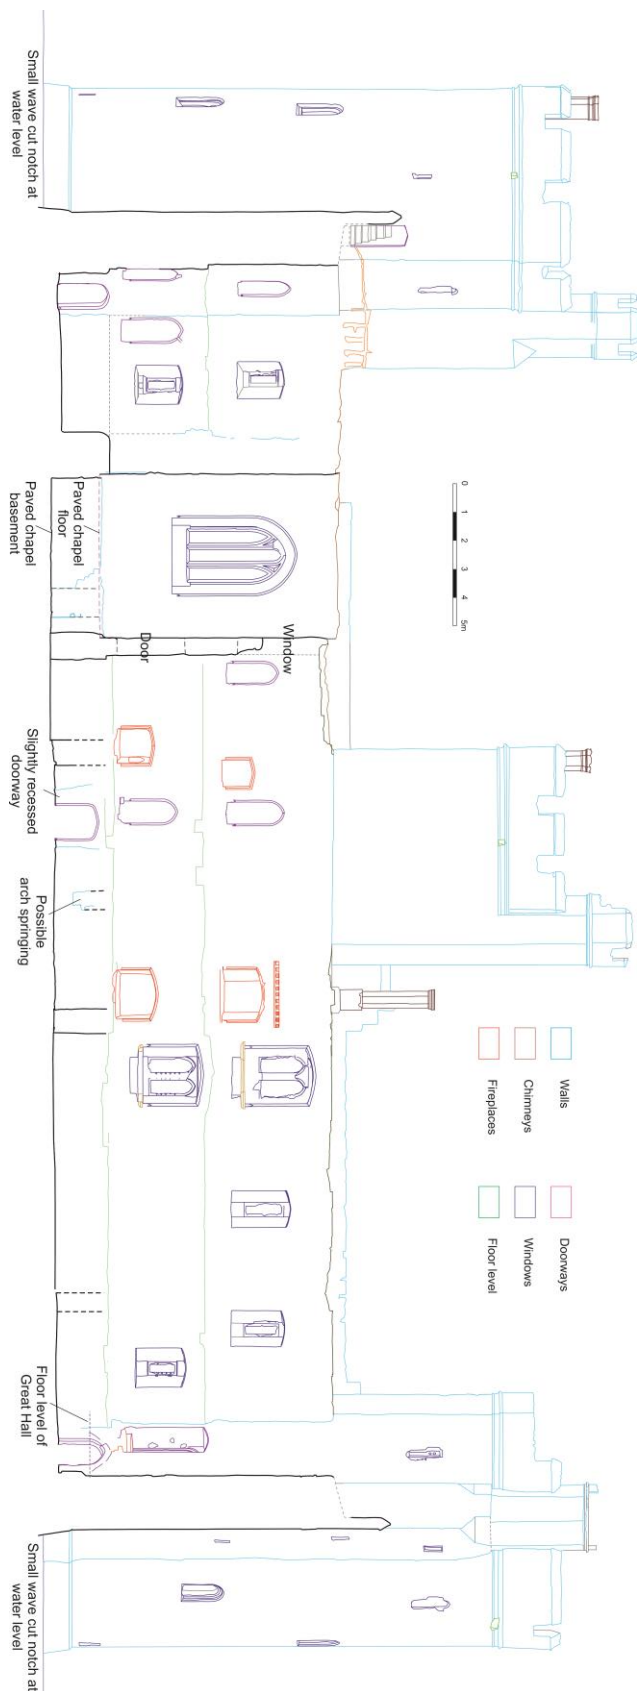 Small wave cut notch at
water level
Paved chapel
floor
Paved chapel
basement
0 1 2 3 4 5m
Window
Door
Slightly recessed
doorway
Possible
arch springing
Walls
Chimneys
Fireplaces
Doorways
Windows
Floor level
Floor level of
Great Hall
Small wave cut notch at
water level